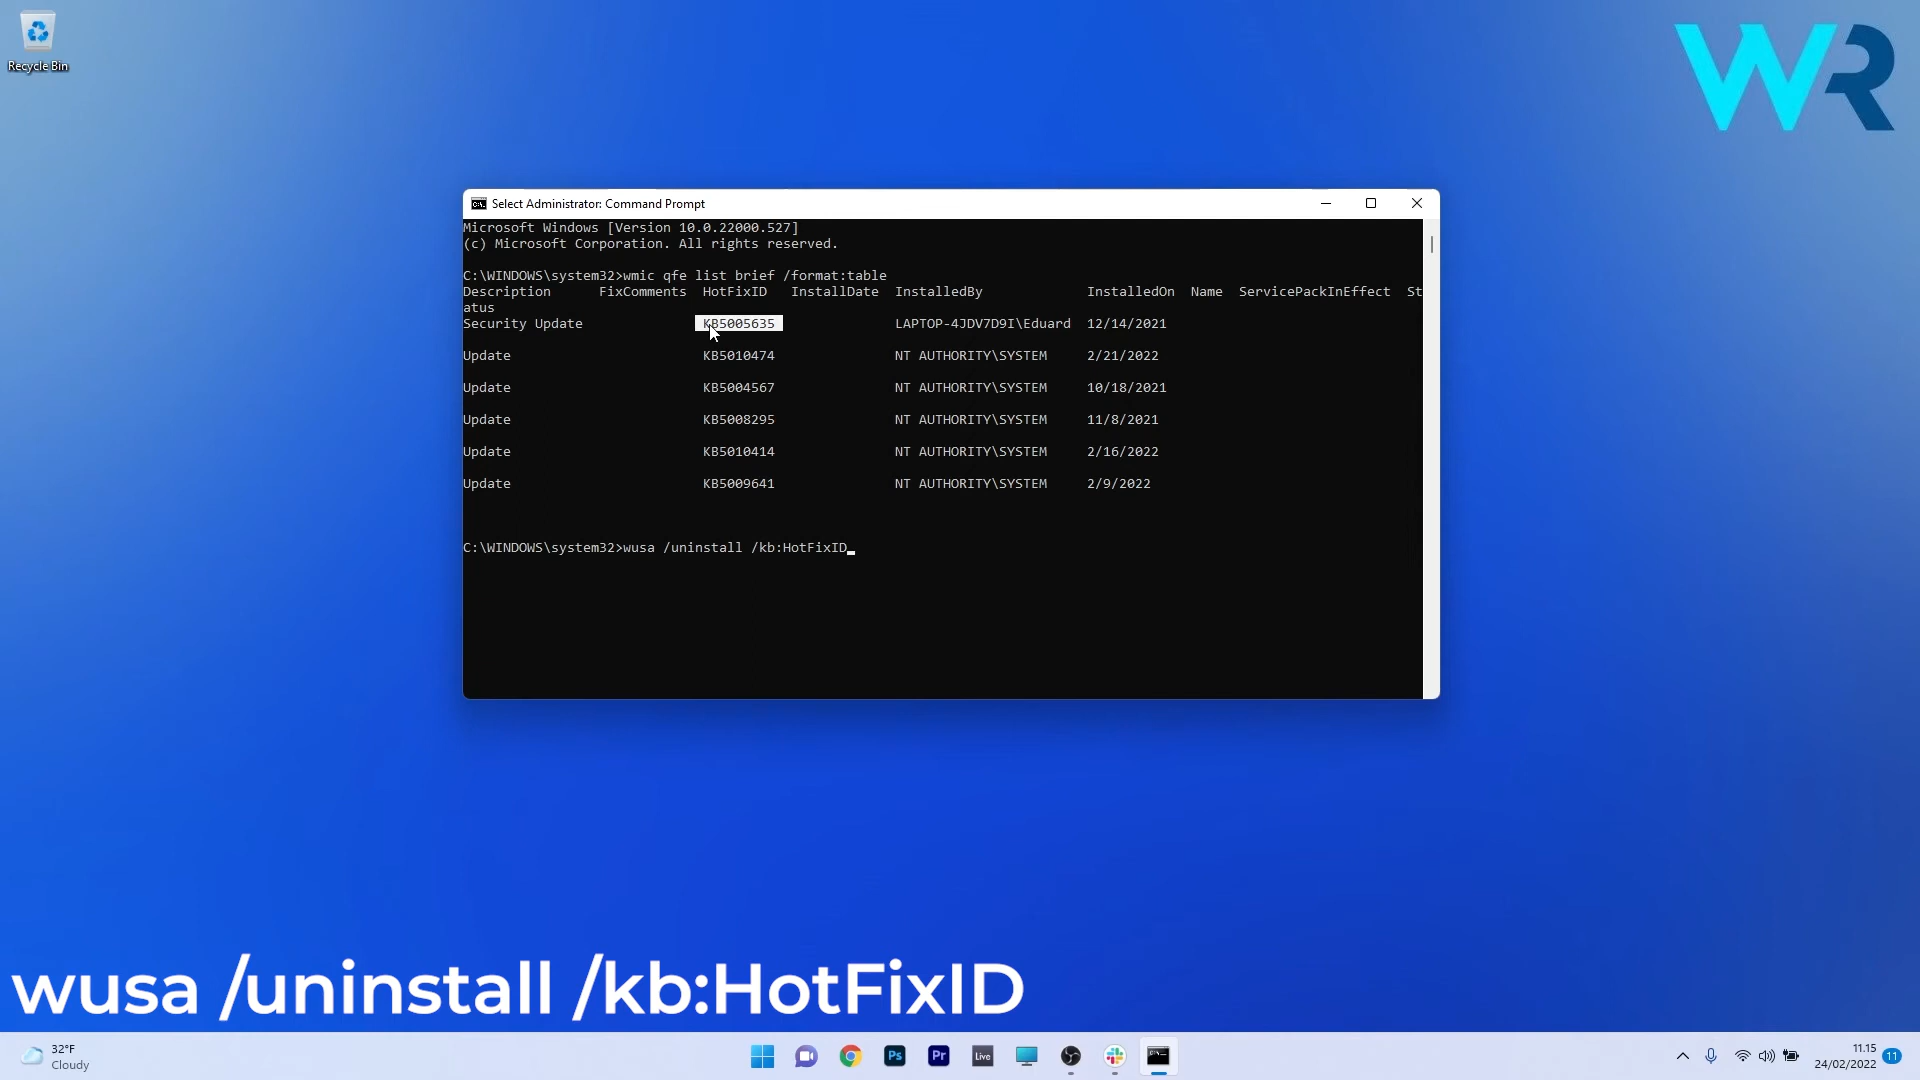 Recycle Bin
WR
Select Administrator: Command Prompt
Microsoft Windows [Version 10.0.22000.527]
(c) Microsoft Corporation. All rights reserved.
C:\WINDOWS\system32>wmic qfe list brief /format:table
Description FixComments HotFixID InstallDate InstalledBy InstalledOn Name ServicePackInEffect St
atus
Security Update KB5005635 LAPTOP-4JDV7D9I\Eduard 12/14/2021
Update KB5010474 NT AUTHORITY\SYSTEM 2/21/2022
Update KB5004567 NT AUTHORITY\SYSTEM 10/18/2021
Update KB5008295 NT AUTHORITY\SYSTEM 11/8/2021
Update KB5010414 NT AUTHORITY\SYSTEM 2/16/2022
Update KB5009641 NT AUTHORITY\SYSTEM 2/9/2022
C:\WINDOWS\system32>wusa /uninstall /kb:HotFixID
wusa /uninstall /kb:HotFixID
32°F
Cloudy
Ps Pr Live
11.15
24/02/2022 11